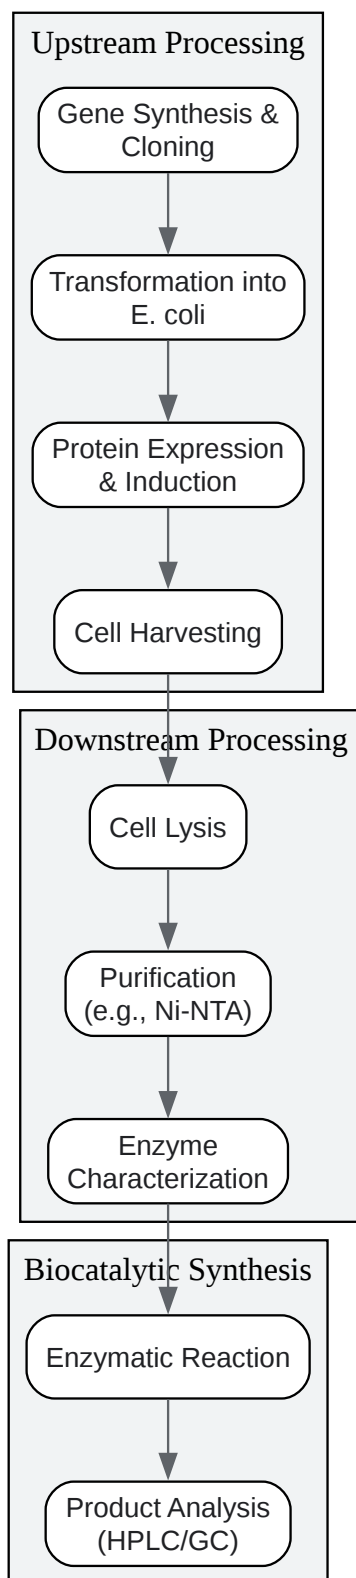 Upstream Processing
Gene Synthesis &
Cloning
Transformation into
E. coli
Protein Expression
& Induction
Cell Harvesting
Downstream Processing
Cell Lysis
Purification
(e.g., Ni-NTA)
Enzyme
Characterization
Biocatalytic Synthesis
Enzymatic Reaction
Product Analysis
(HPLC/GC)